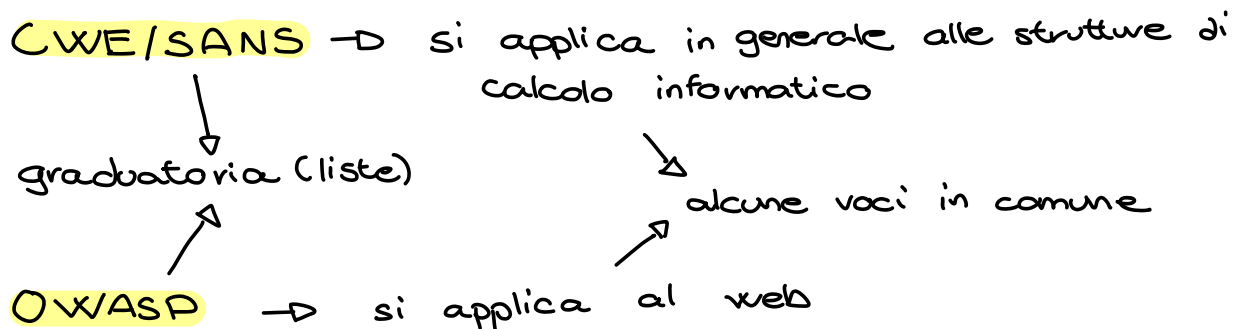 CWE/SANS → si applica in generale alle strutture di
calcolo informatico
graduatoria (liste)
alcune voci in comune
OWASP → si applica al web